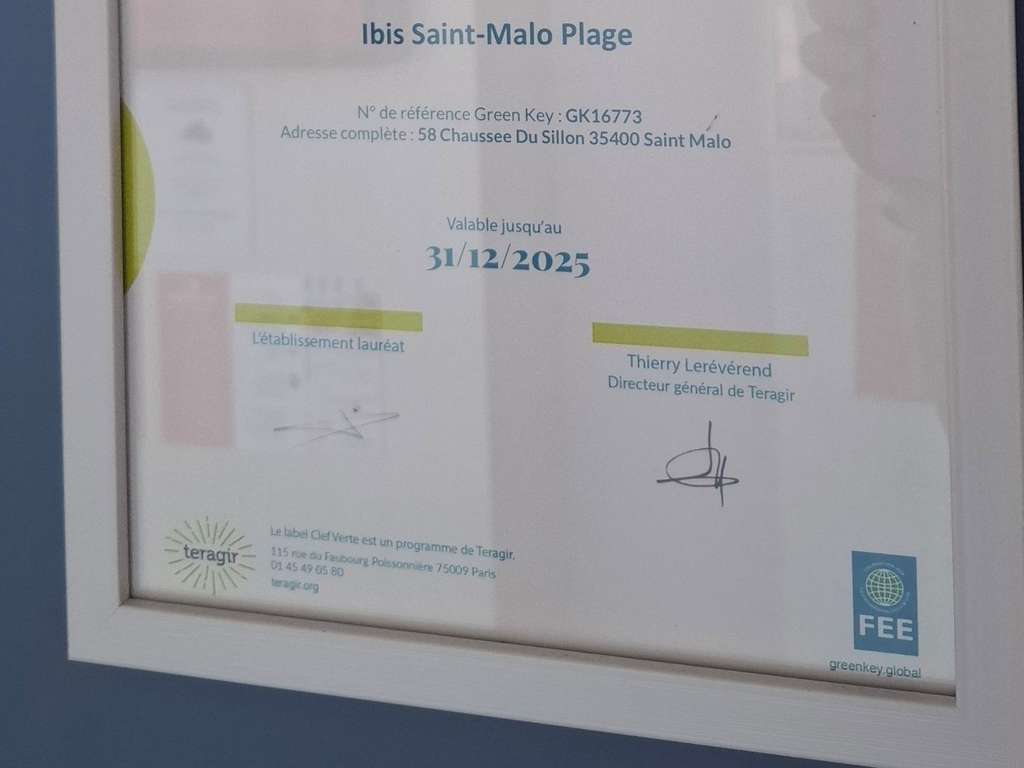 Ibis Saint-Malo Plage
N° de référence Green Key : GK16773
Adresse complète : 58 Chaussee Du Sillon 35400 Saint Malo
Valable jusqu'au
31/12/2025
L'établissement lauréat
Thierry Lerévérend
Directeur général de Teragir
teragir
Le label Clef Verte est un programme de Teragir.
115 rue du Faubourg Poissonnière 75009 Paris
01 45 49 05 80
teragir.org
FEE
greenkey.global